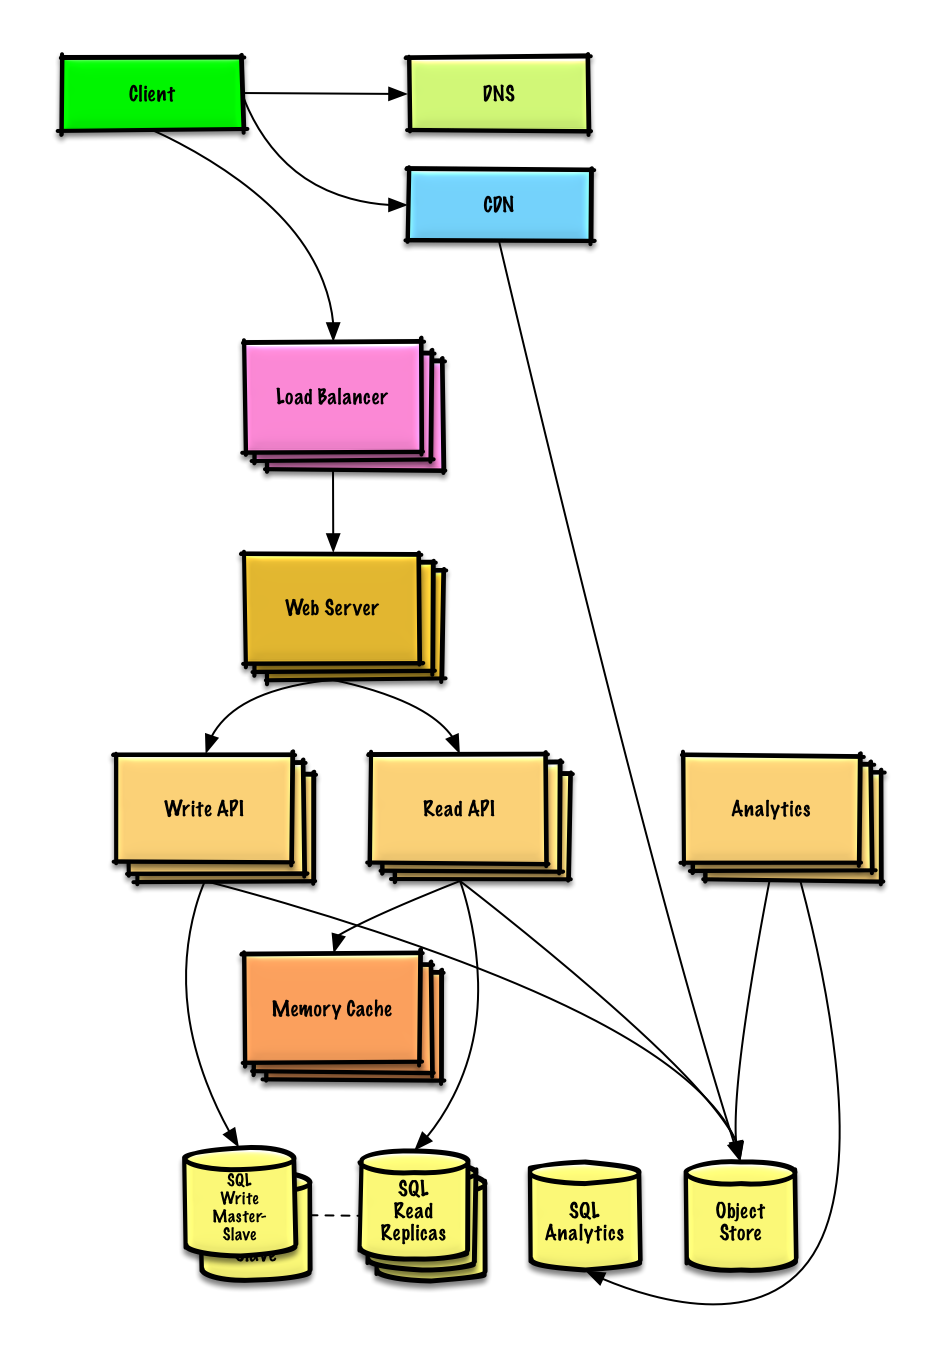 Client
DNS
CDN
Load Balancer
Web Server
Write API
Read API
Analytics
Memory Cache
SQL
Write
Master-
Slave
Slave
SQL
Read
Replicas
SQL
Analytics
Object
Store